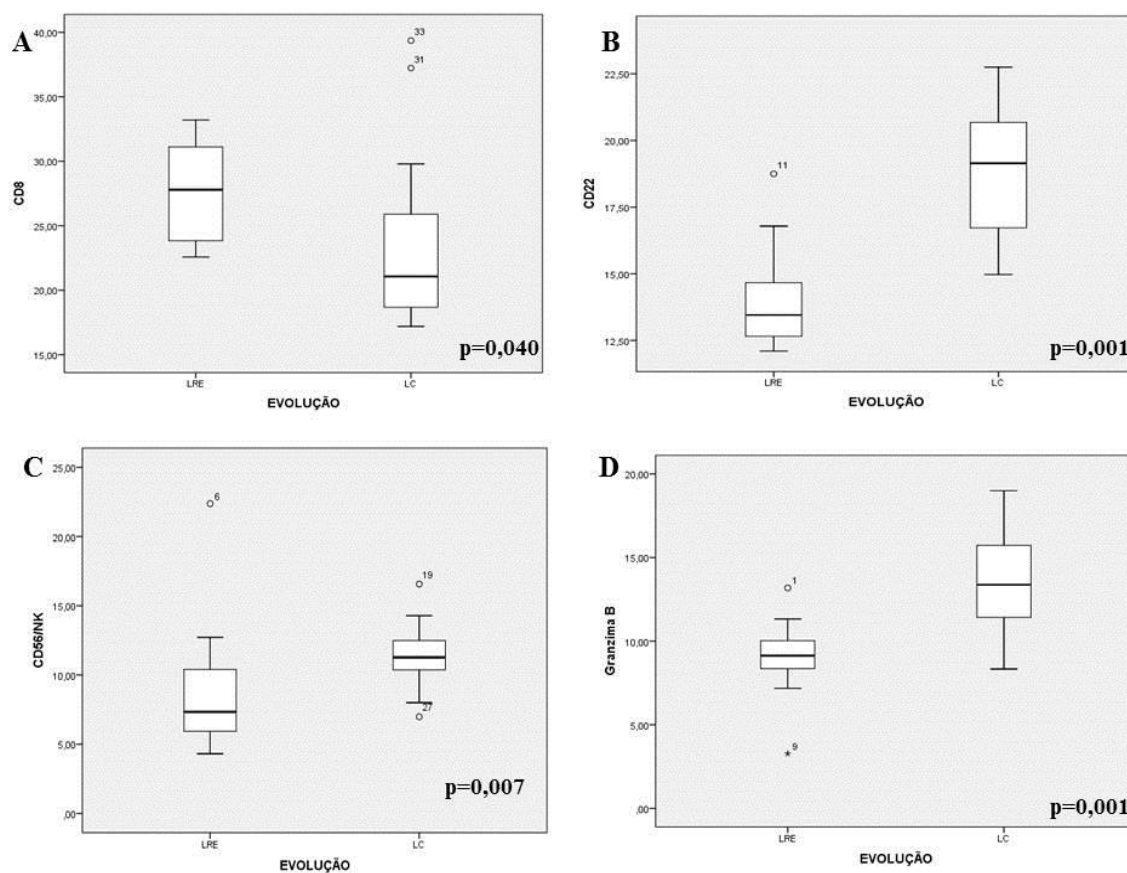 A
CD8
40,00
35,00
30,00
25,00
20,00
15,00
33
31
p=0,040
LRE
LC
EVOLUÇÃO
B
CD22
22,50
20,00
17,50
15,00
12,50
11
p=0,001
LRE
LC
EVOLUÇÃO
C
CD56/NK
25,00
20,00
15,00
10,00
5,00
,00
6
19
27
p=0,007
LRE
LC
EVOLUÇÃO
D
Granzima B
20,00
15,00
10,00
5,00
,00
1
9
p=0,001
LRE
LC
EVOLUÇÃO